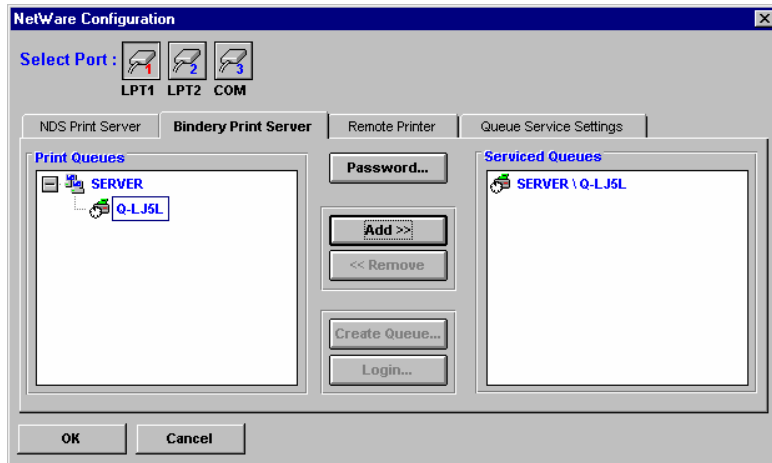 NetWare Configuration
Select Port :
1 2 3
LPT1 LPT2 COM
NDS Print Server Bindery Print Server Remote Printer Queue Service Settings
Print Queues
SERVER
Q-LJ5L
Password...
Add >>
<< Remove
Create Queue...
Login...
Serviced Queues
SERVER \ Q-LJ5L
OK Cancel